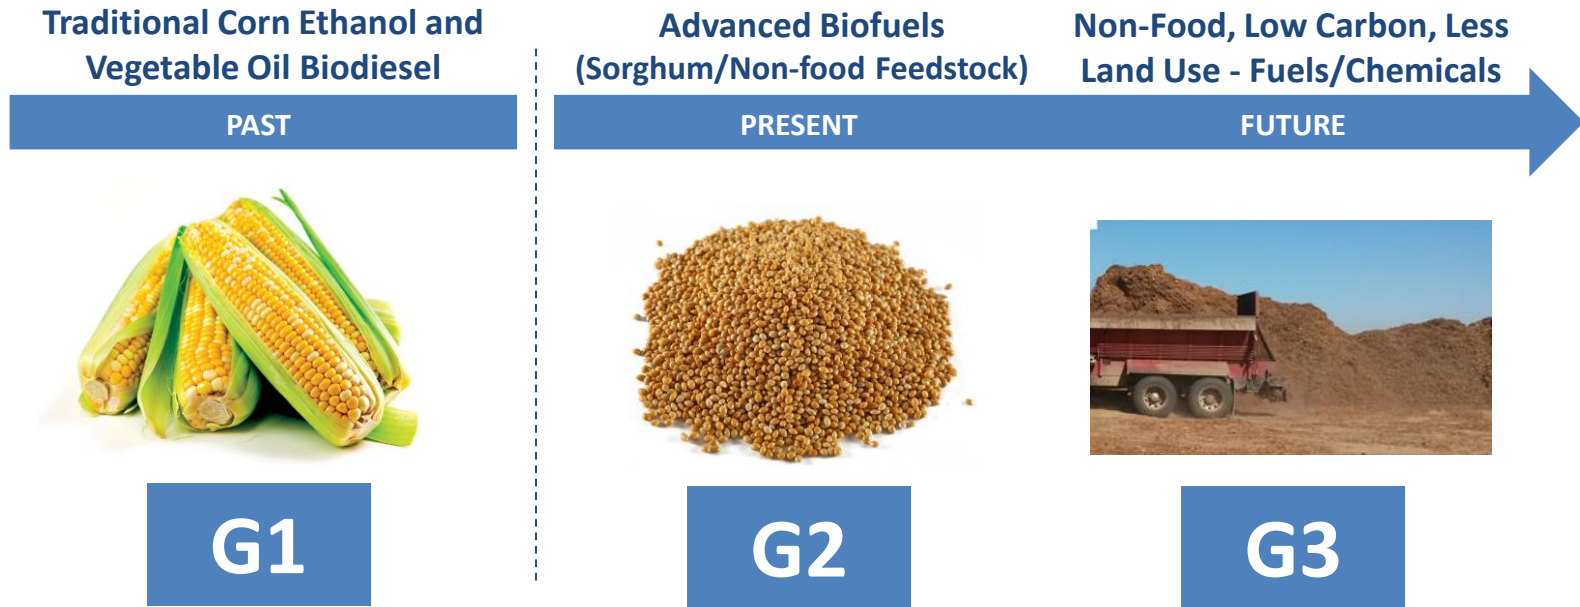 Traditional Corn Ethanol and
Vegetable Oil Biodiesel
Advanced Biofuels
(Sorghum/Non-food Feedstock)
Non-Food, Low Carbon, Less
Land Use - Fuels/Chemicals
PAST
PRESENT
FUTURE
G1
G2
G3